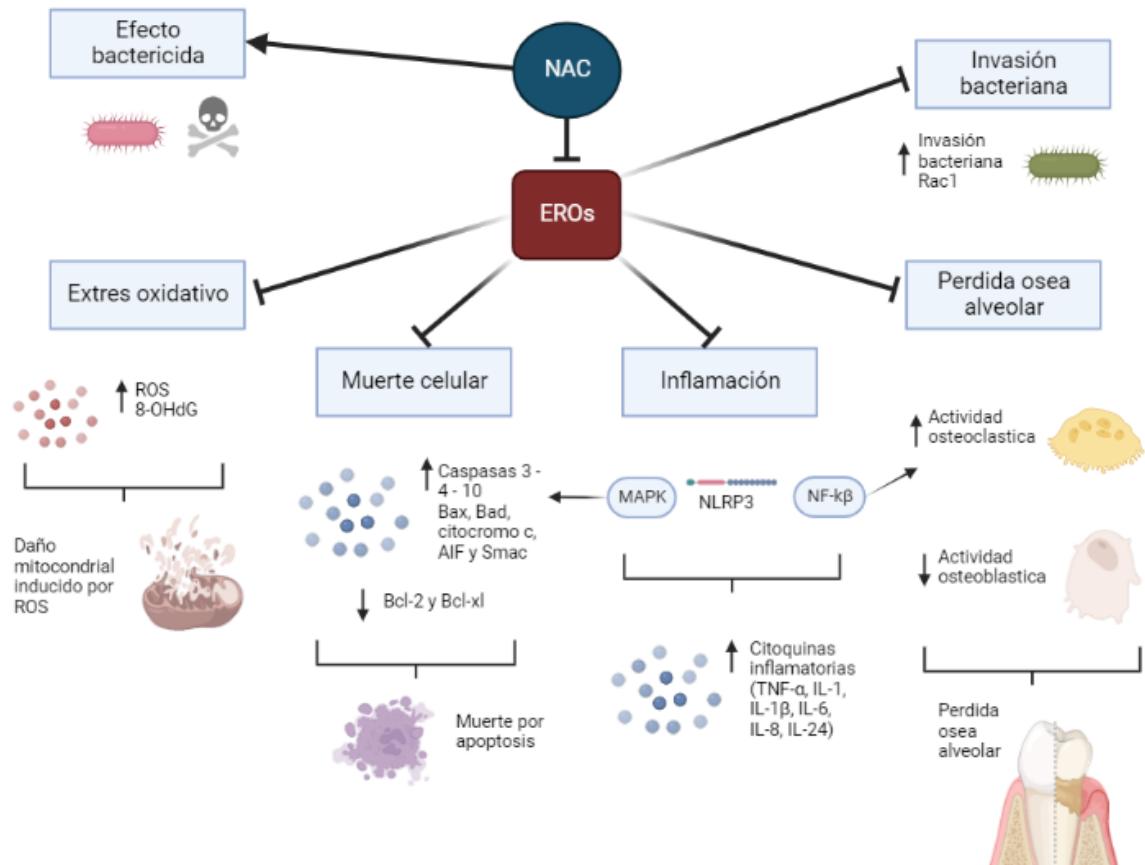 Efecto
bactericida
NAC
Invasión
bacteriana
Invasión
bacteriana
Rac1
EROs
Extres oxidativo
Perdida osea
alveolar
Muerte celular
Inflamación
ROS
8-OHdG
Daño
mitocondrial
inducido por
ROS
Caspasas 3 -
4 - 10
Bax, Bad,
citocromo c,
AIF y Smac
Bcl-2 y Bcl-xl
Muerte por
apoptosis
MAPK
NLRP3
NF-kβ
Citoquinas
inflamatorias
(TNF-α, IL-1,
IL-1β, IL-6,
IL-8, IL-24)
Actividad
osteoclastica
Actividad
osteoblastica
Perdida
osea
alveolar